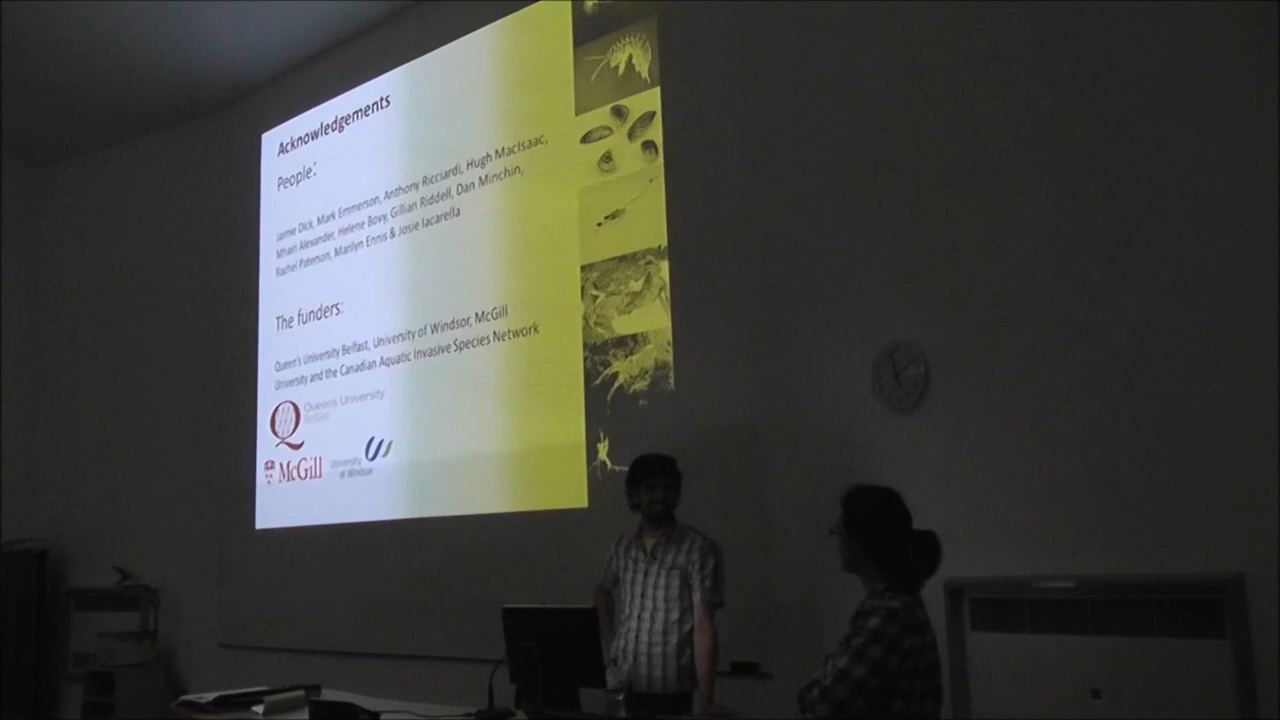 Acknowledgements
People:
Jaimie Dick, Mark Emmerson, Anthony Ricciardi, Hugh MacIsaac,
Mhairi Alexander, Helene Bovy, Gillian Riddell, Dan Minchin,
Rachel Paterson, Marilyn Ennis & Josie Iacarella
The funders:
Queen's University Belfast, University of Windsor, McGill
University and the Canadian Aquatic Invasive Species Network
Queen's University
Belfast
McGill
University
of Windsor